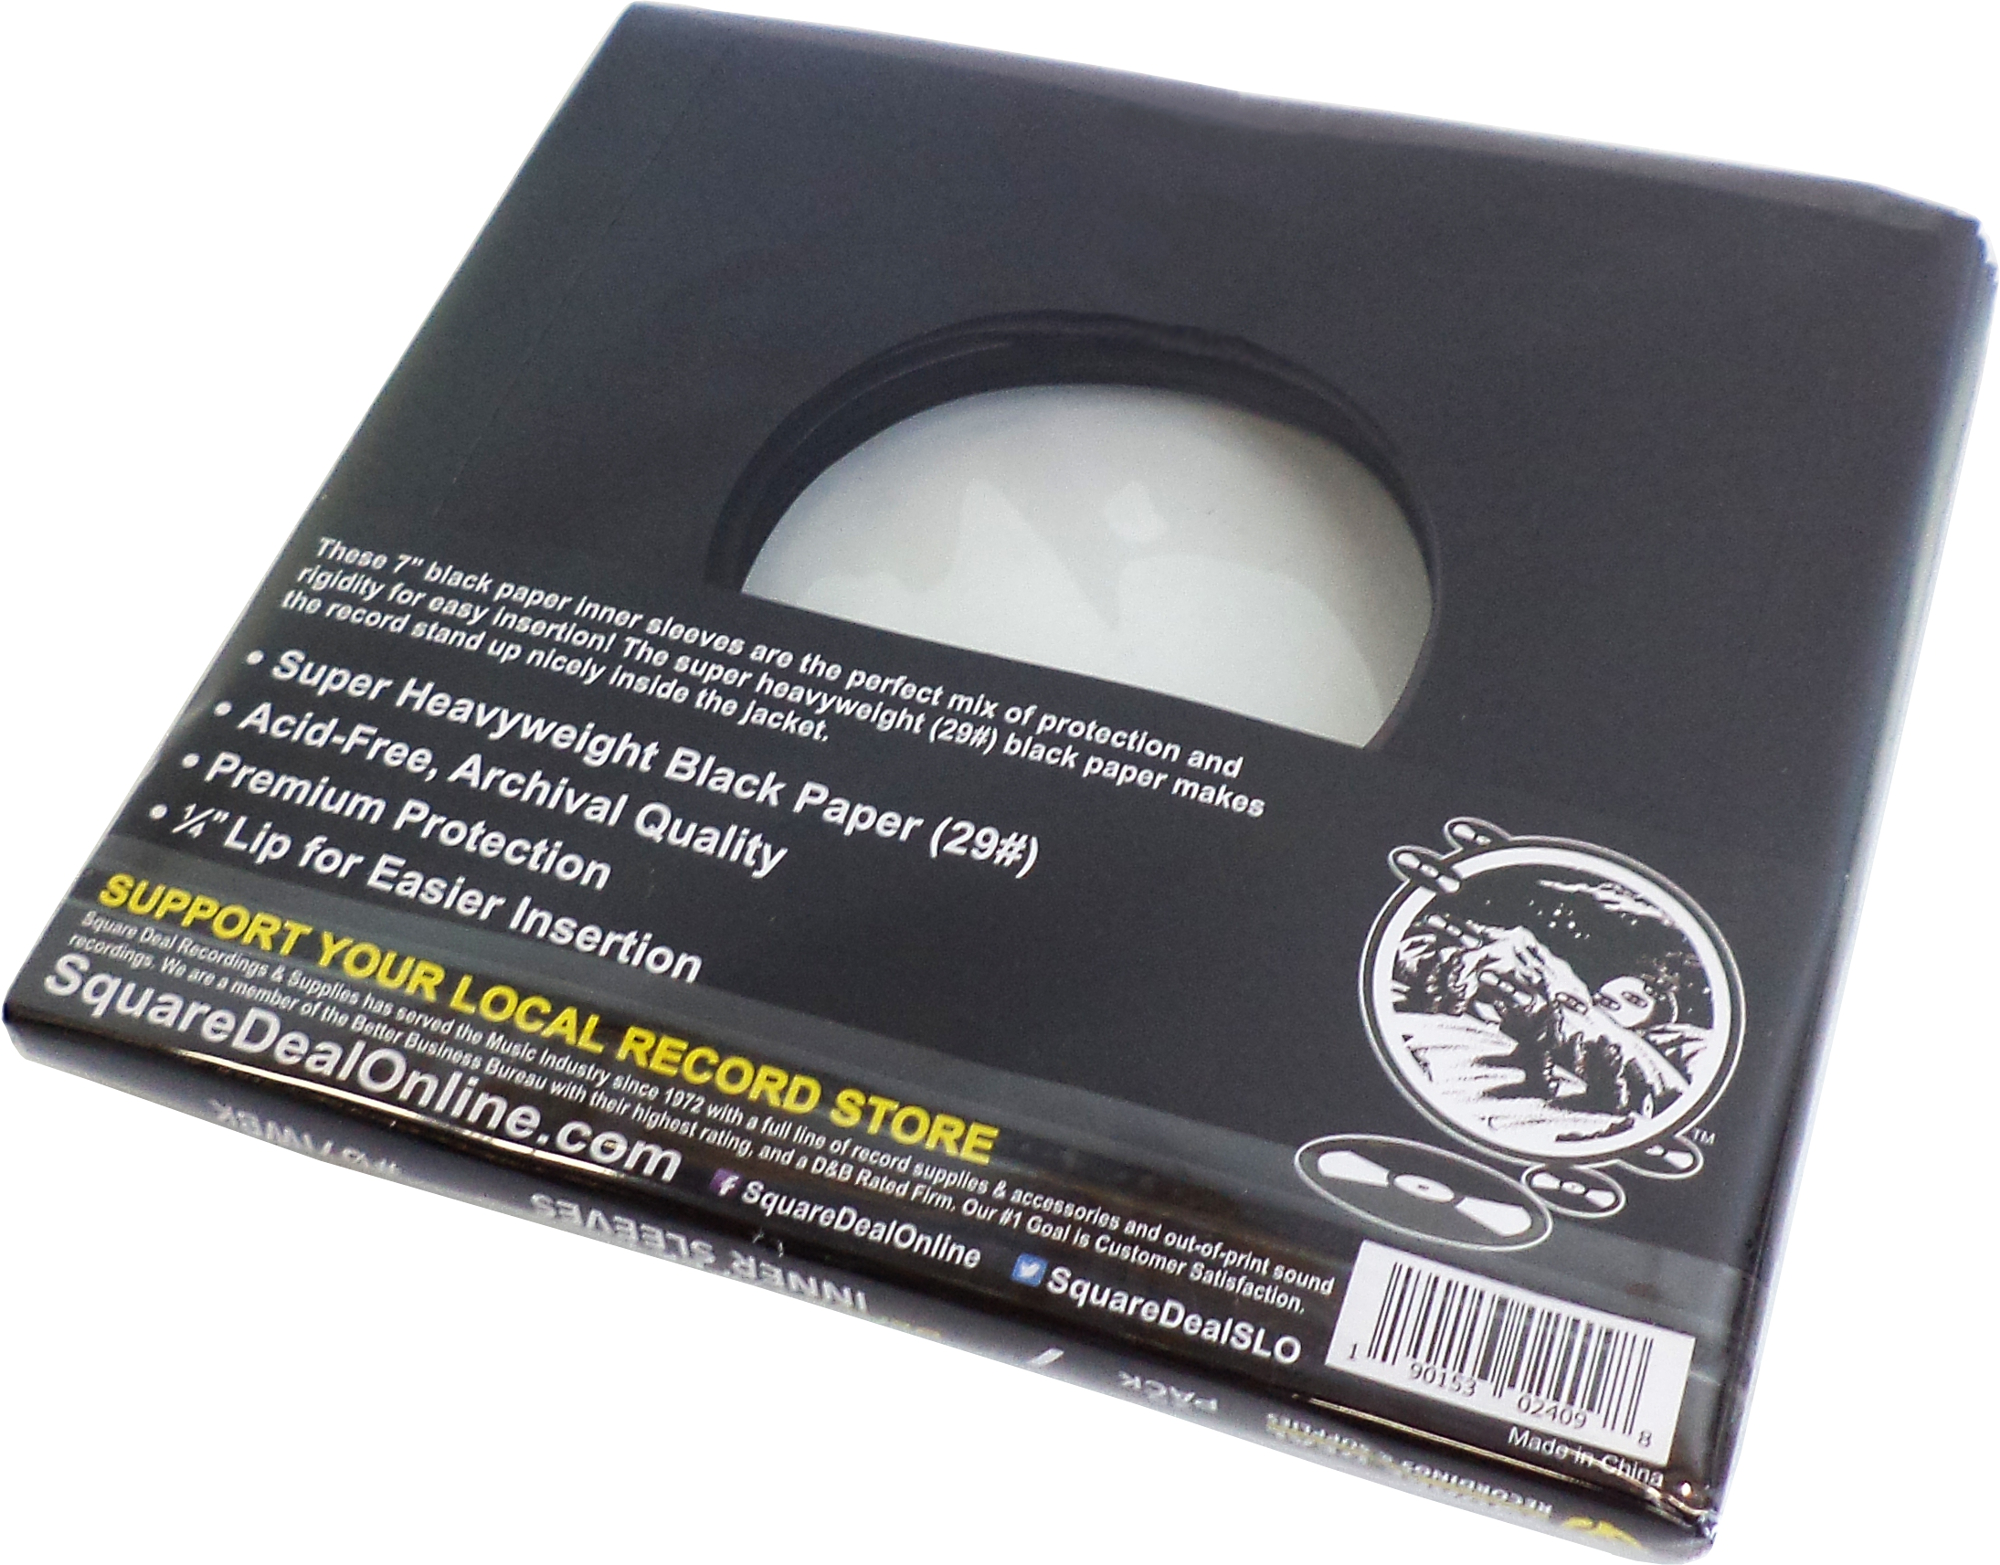 These 7" black paper inner sleeves are the perfect mix of protection and
rigidity for easy insertion! The super heavyweight (29#) black paper makes
the record stand up nicely inside the jacket.
• Super Heavyweight Black Paper (29#)
• Acid-Free, Archival Quality
• Premium Protection
• ¼" Lip for Easier Insertion
SUPPORT YOUR LOCAL RECORD STORE
Square Deal Recordings & Supplies has served the Music Industry since 1972 with a full line of record supplies & accessories and out-of-print sound
recordings. We are a member of the Better Business Bureau with their highest rating, and a D&B Rated Firm. Our #1 Goal is Customer Satisfaction.
SquareDealOnline.com
SquareDealOnline
SquareDealSLO
TM
1 90153 02409 8
Made in China
INNER SLEEVES
PACK